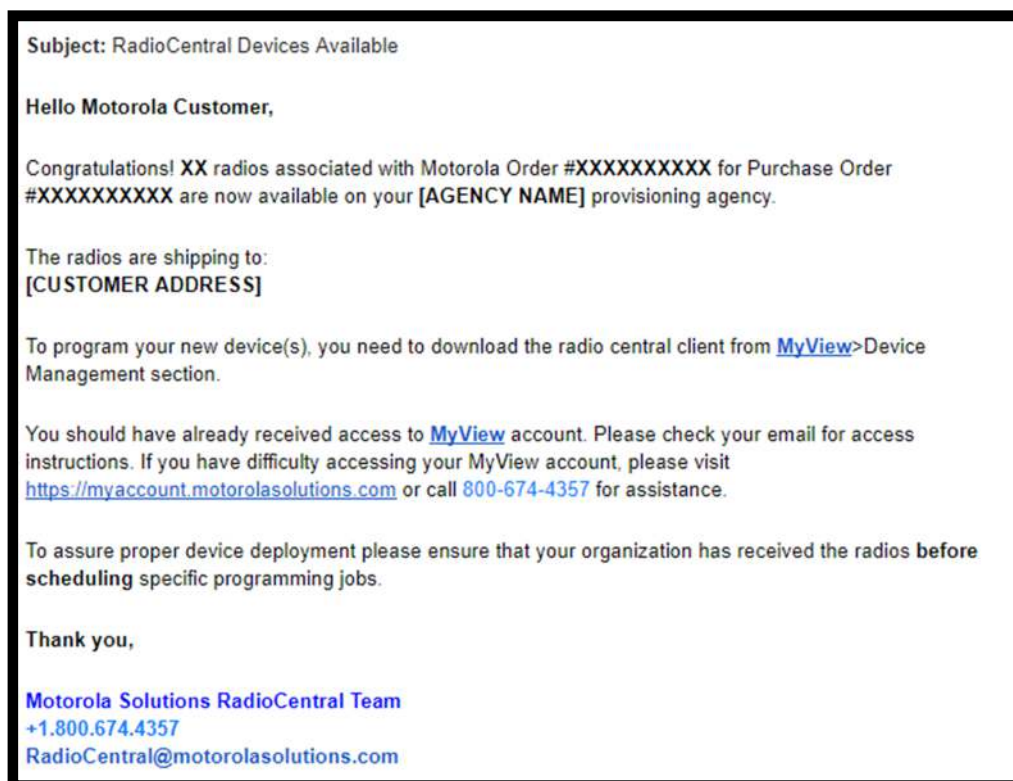 Subject: RadioCentral Devices Available
Hello Motorola Customer,
Congratulations! XX radios associated with Motorola Order #XXXXXXXXXX for Purchase Order
#XXXXXXXXXX are now available on your [AGENCY NAME] provisioning agency.
The radios are shipping to:
[CUSTOMER ADDRESS]
To program your new device(s), you need to download the radio central client from MyView>Device
Management section.
You should have already received access to MyView account. Please check your email for access
instructions. If you have difficulty accessing your MyView account, please visit
https://myaccount.motorolasolutions.com or call 800-674-4357 for assistance.
To assure proper device deployment please ensure that your organization has received the radios before
scheduling specific programming jobs.
Thank you,
Motorola Solutions RadioCentral Team
+1.800.674.4357
RadioCentral@motorolasolutions.com